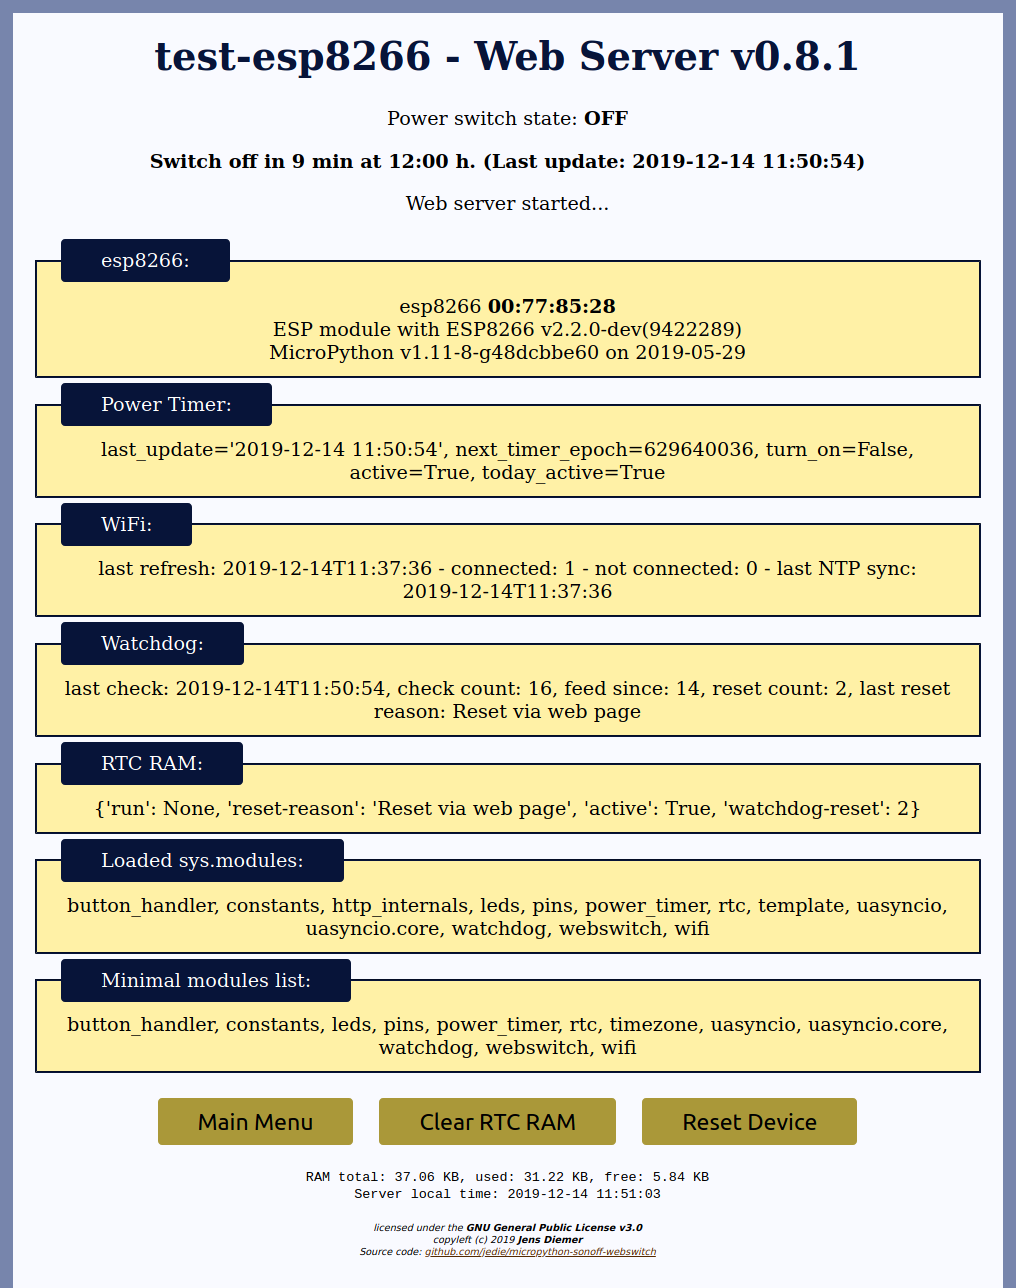 test-esp8266 - Web Server v0.8.1
Power switch state: OFF
Switch off in 9 min at 12:00 h. (Last update: 2019-12-14 11:50:54)
Web server started...
esp8266:
esp8266 00:77:85:28
ESP module with ESP8266 v2.2.0-dev(9422289)
MicroPython v1.11-8-g48dcbbe60 on 2019-05-29
Power Timer:
last_update='2019-12-14 11:50:54', next_timer_epoch=629640036, turn_on=False,
active=True, today_active=True
WiFi:
last refresh: 2019-12-14T11:37:36 - connected: 1 - not connected: 0 - last NTP sync:
2019-12-14T11:37:36
Watchdog:
last check: 2019-12-14T11:50:54, check count: 16, feed since: 14, reset count: 2, last reset
reason: Reset via web page
RTC RAM:
{'run': None, 'reset-reason': 'Reset via web page', 'active': True, 'watchdog-reset': 2}
Loaded sys.modules:
button_handler, constants, http_internals, leds, pins, power_timer, rtc, template, uasyncio,
uasyncio.core, watchdog, webswitch, wifi
Minimal modules list:
button_handler, constants, leds, pins, power_timer, rtc, timezone, uasyncio, uasyncio.core,
watchdog, webswitch, wifi
Main Menu Clear RTC RAM Reset Device
RAM total: 37.06 KB, used: 31.22 KB, free: 5.84 KB
Server local time: 2019-12-14 11:51:03
licensed under the GNU General Public License v3.0
copyleft (c) 2019 Jens Diemer
Source code: github.com/jedie/micropython-sonoff-webswitch